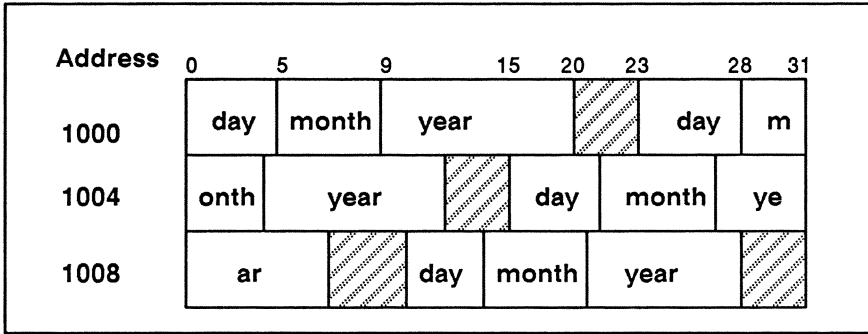 Address 0 5 9 15 20 23 28 31
1000 day month year day m
1004 onth year day month ye
1008 ar day month year